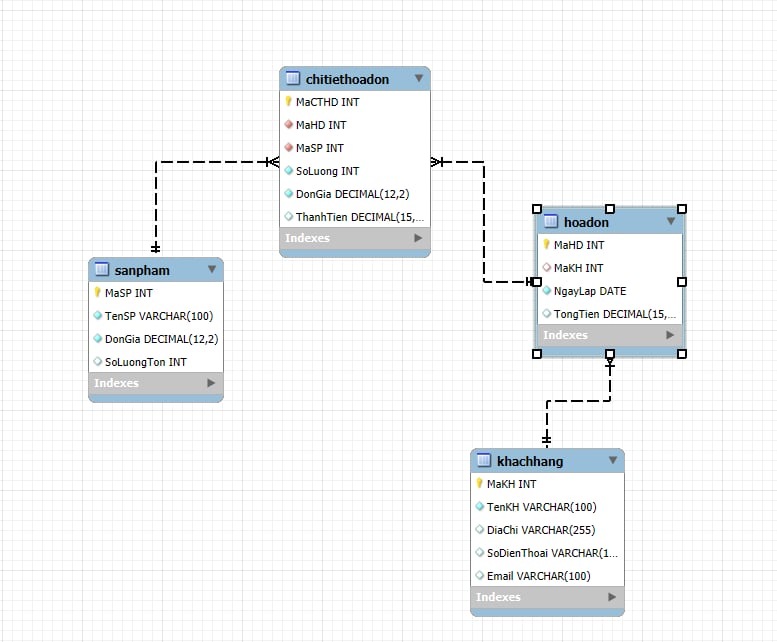 chitiethoadon
MaCTHD INT
MaHD INT
MaSP INT
SoLuong INT
DonGia DECIMAL(12,2)
ThanhTien DECIMAL(15,...
Indexes
sanpham
MaSP INT
TenSP VARCHAR(100)
DonGia DECIMAL(12,2)
SoLuongTon INT
Indexes
hoadon
MaHD INT
MaKH INT
NgayLap DATE
TongTien DECIMAL(15,...
Indexes
khachhang
MaKH INT
TenKH VARCHAR(100)
DiaChi VARCHAR(255)
SoDienThoai VARCHAR(1...
Email VARCHAR(100)
Indexes